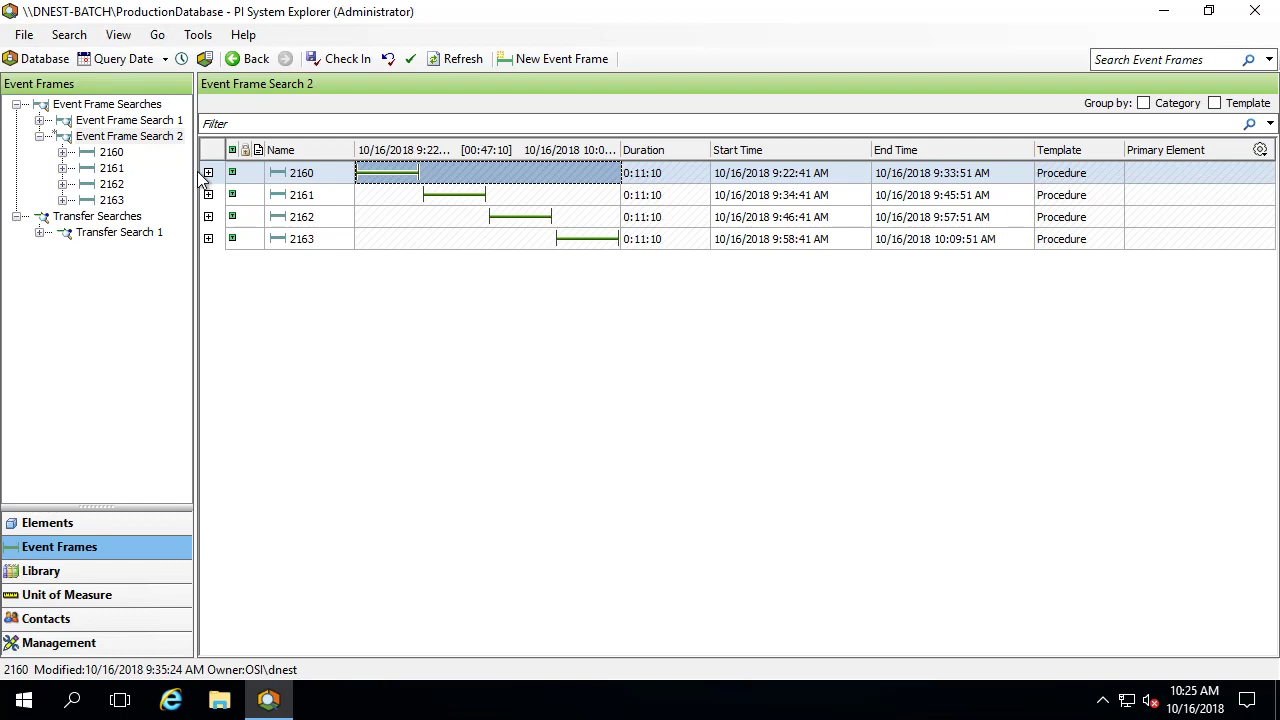 \\DNEST-BATCH\ProductionDatabase - PI System Explorer (Administrator)
File Search View Go Tools Help
Database Query Date Back Check In Refresh New Event Frame Search Event Frames
Event Frames
Event Frame Searches
Event Frame Search 1
Event Frame Search 2
2160
2161
2162
2163
Transfer Searches
Transfer Search 1
Elements
Event Frames
Library
Unit of Measure
Contacts
Management
Event Frame Search 2
Group by: Category Template
Filter
Name 10/16/2018 9:22... [00:47:10] 10/16/2018 10:0... Duration Start Time End Time Template Primary Element
2160 0:11:10 10/16/2018 9:22:41 AM 10/16/2018 9:33:51 AM Procedure
2161 0:11:10 10/16/2018 9:34:41 AM 10/16/2018 9:45:51 AM Procedure
2162 0:11:10 10/16/2018 9:46:41 AM 10/16/2018 9:57:51 AM Procedure
2163 0:11:10 10/16/2018 9:58:41 AM 10/16/2018 10:09:51 AM Procedure
2160 Modified:10/16/2018 9:35:24 AM Owner:OSI\dnest
10:25 AM
10/16/2018